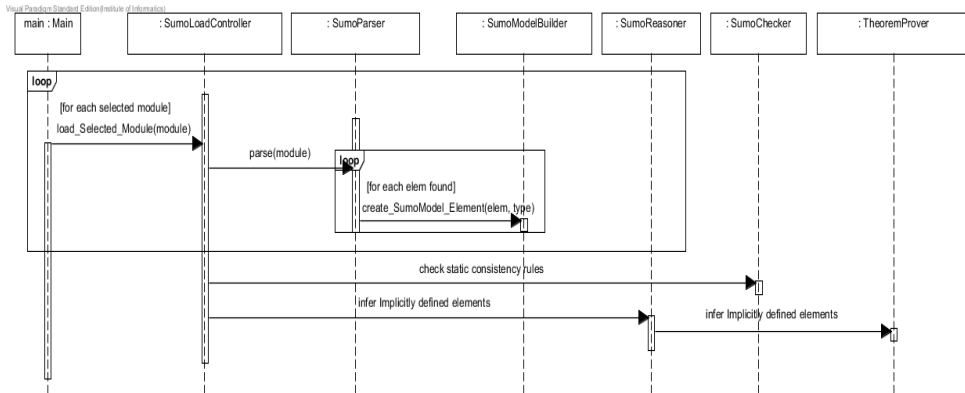 Visual Paradigm Standard Edition(Institute of Informatics)
main : Main
: SumoLoadController
: SumoParser
: SumoModelBuilder
: SumoReasoner
: SumoChecker
: TheoremProver
loop
[for each selected module]
load_Selected_Module(module)
parse(module)
loop
[for each elem found]
create_SumoModel_Element(elem, type)
check static consistency rules
infer Implicitly defined elements
infer Implicitly defined elements